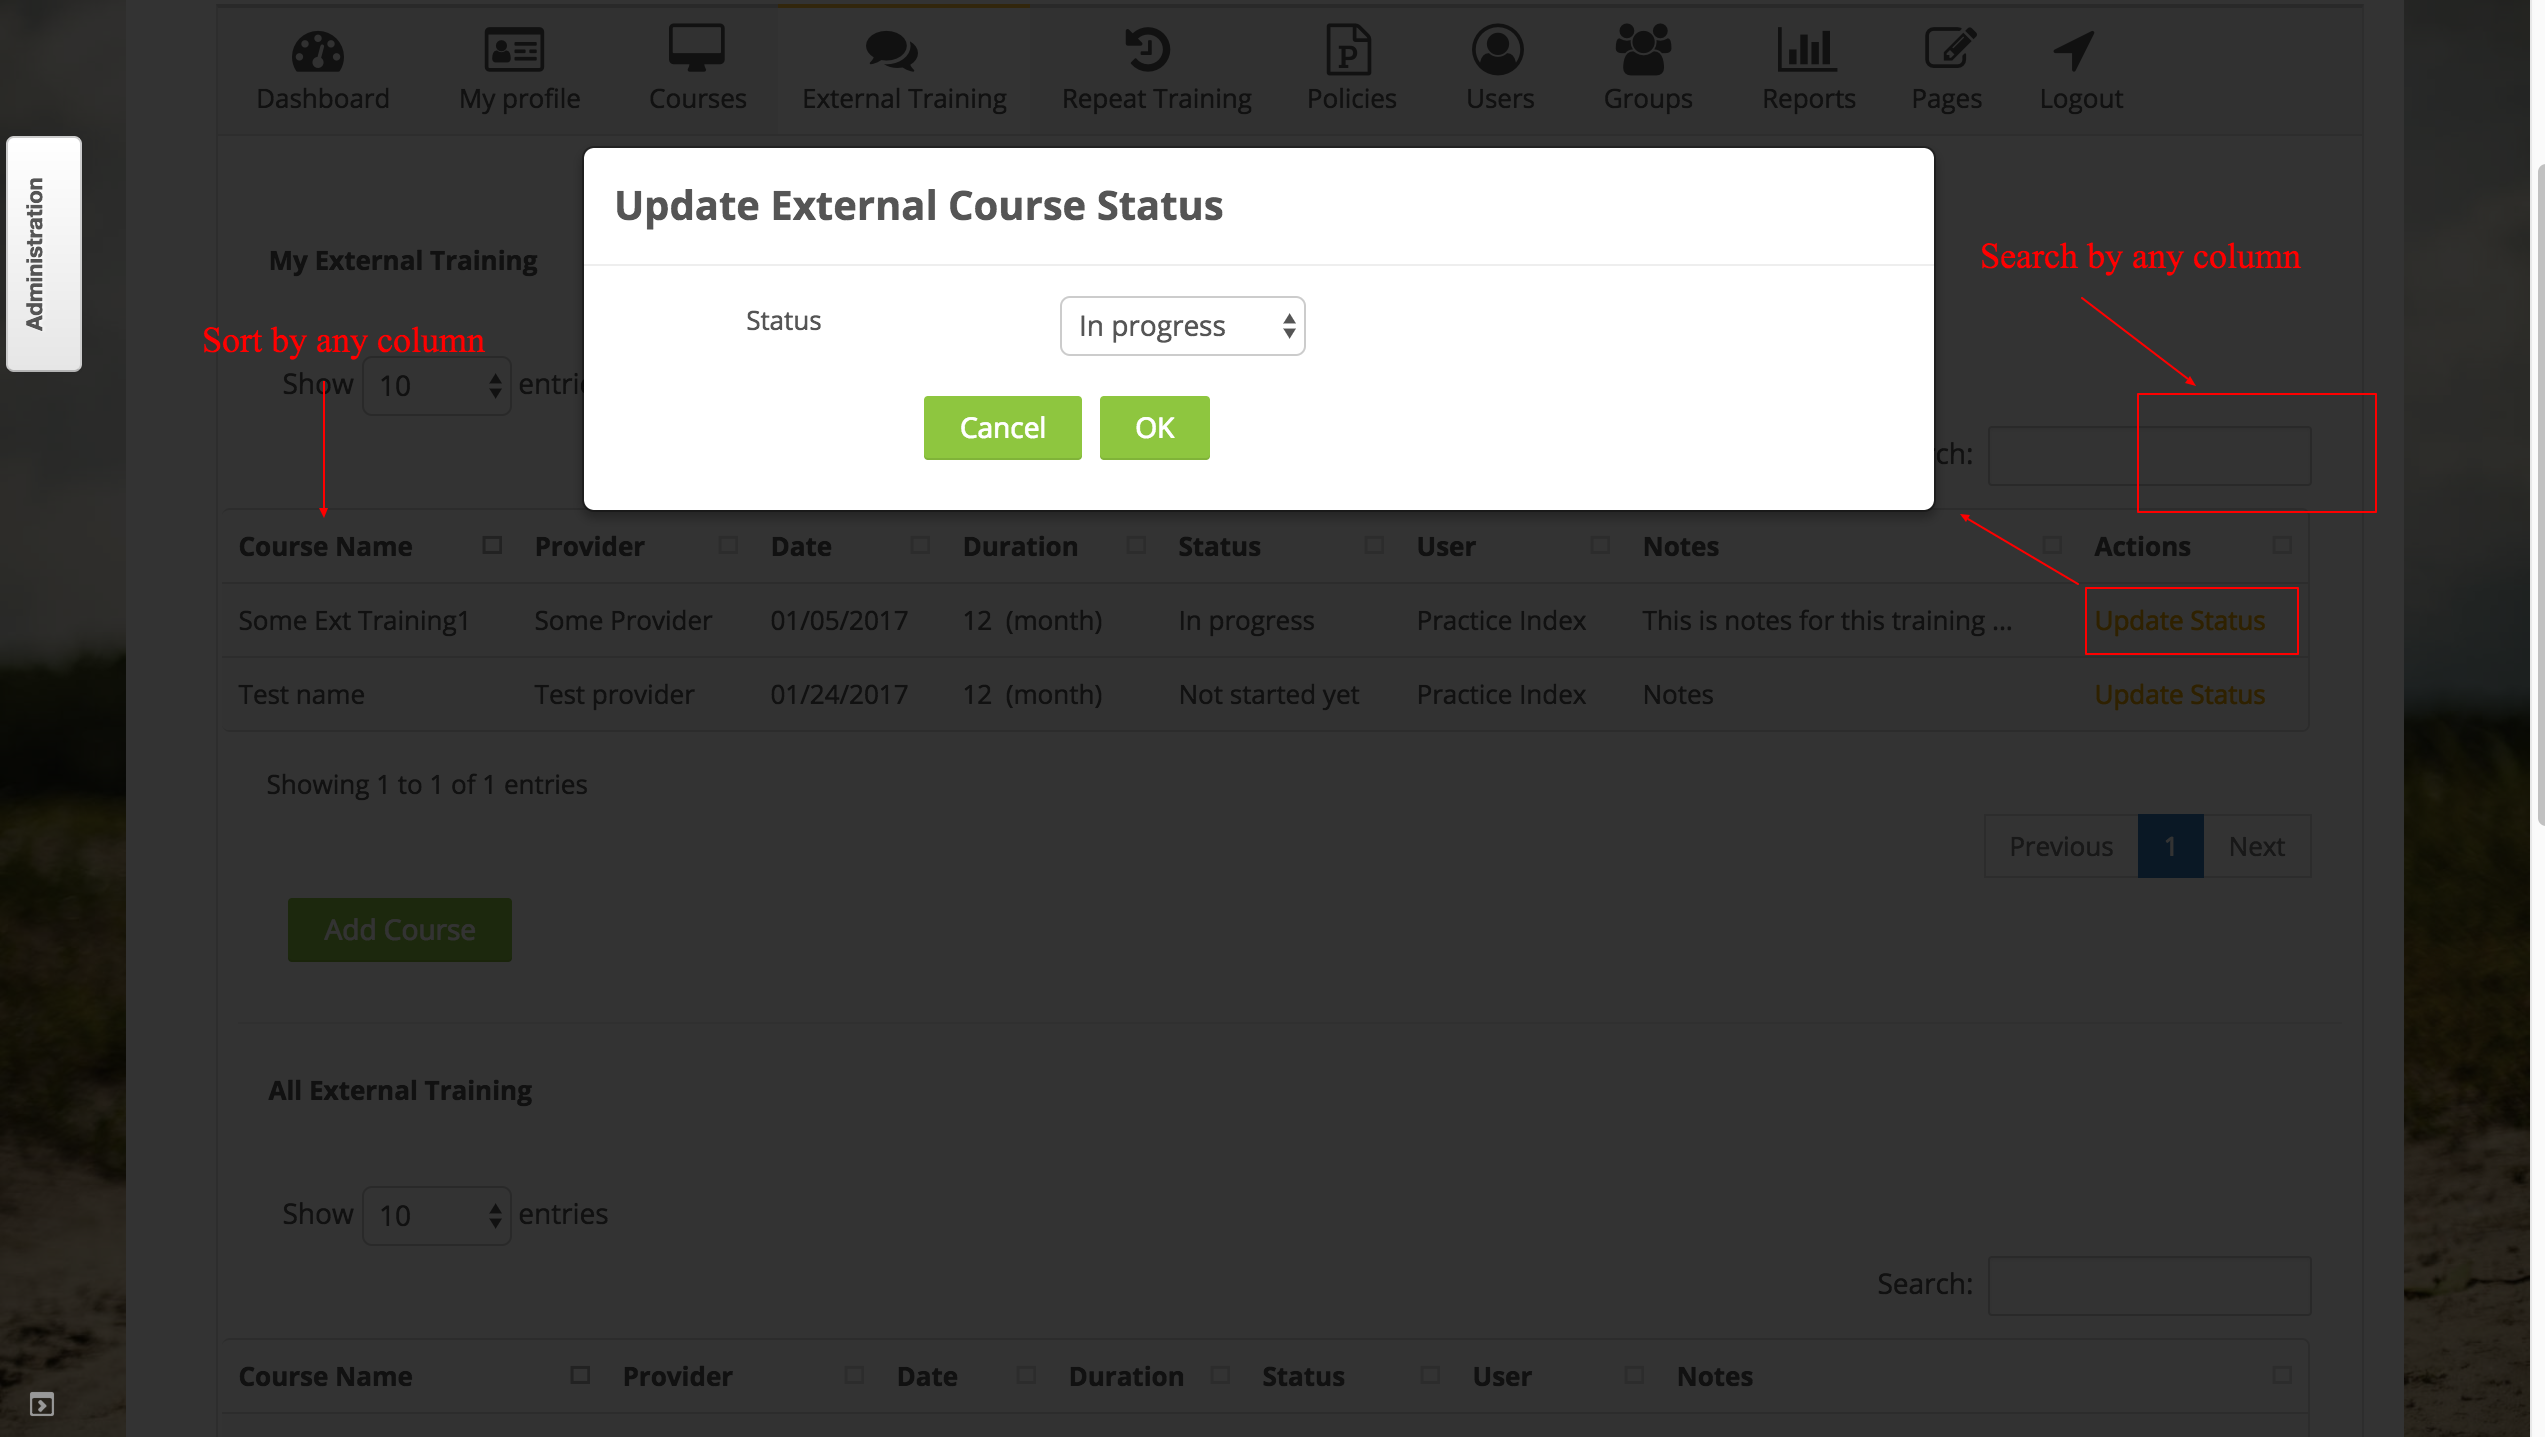 Dashboard My profile Courses External Training Repeat Training Policies Users Groups Reports Pages Logout
Administration
Update External Course Status
My External Training
Search by any column
Status In progress
Sort by any column
Show 10 entrie
Cancel OK
ch:
Course Name Provider Date Duration Status User Notes Actions
Some Ext Training1 Some Provider 01/05/2017 12 (month) In progress Practice Index This is notes for this training ... Update Status
Test name Test provider 01/24/2017 12 (month) Not started yet Practice Index Notes Update Status
Showing 1 to 1 of 1 entries
Previous 1 Next
Add Course
All External Training
Show 10 entries
Search:
Course Name Provider Date Duration Status User Notes